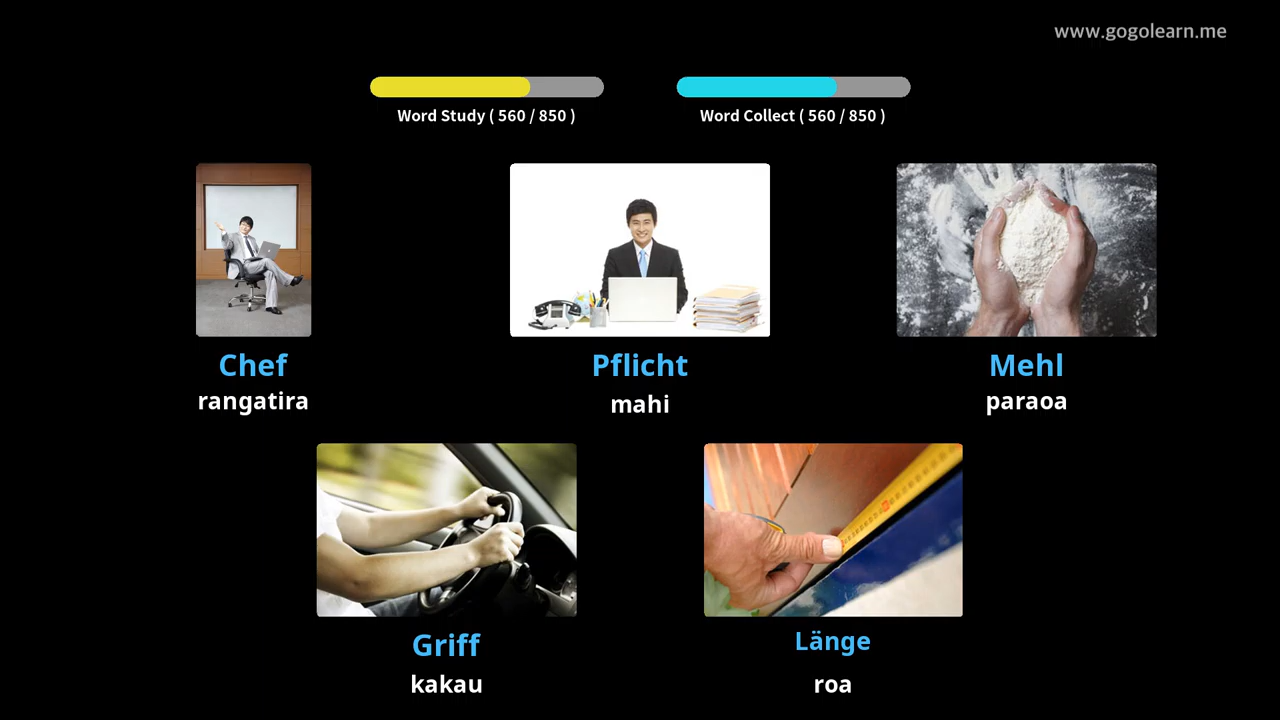 www.gogolearn.me
Word Study ( 560 / 850 )
Word Collect ( 560 / 850 )
Chef
rangatira
Pflicht
mahi
Mehl
paraoa
Griff
kakau
Länge
roa